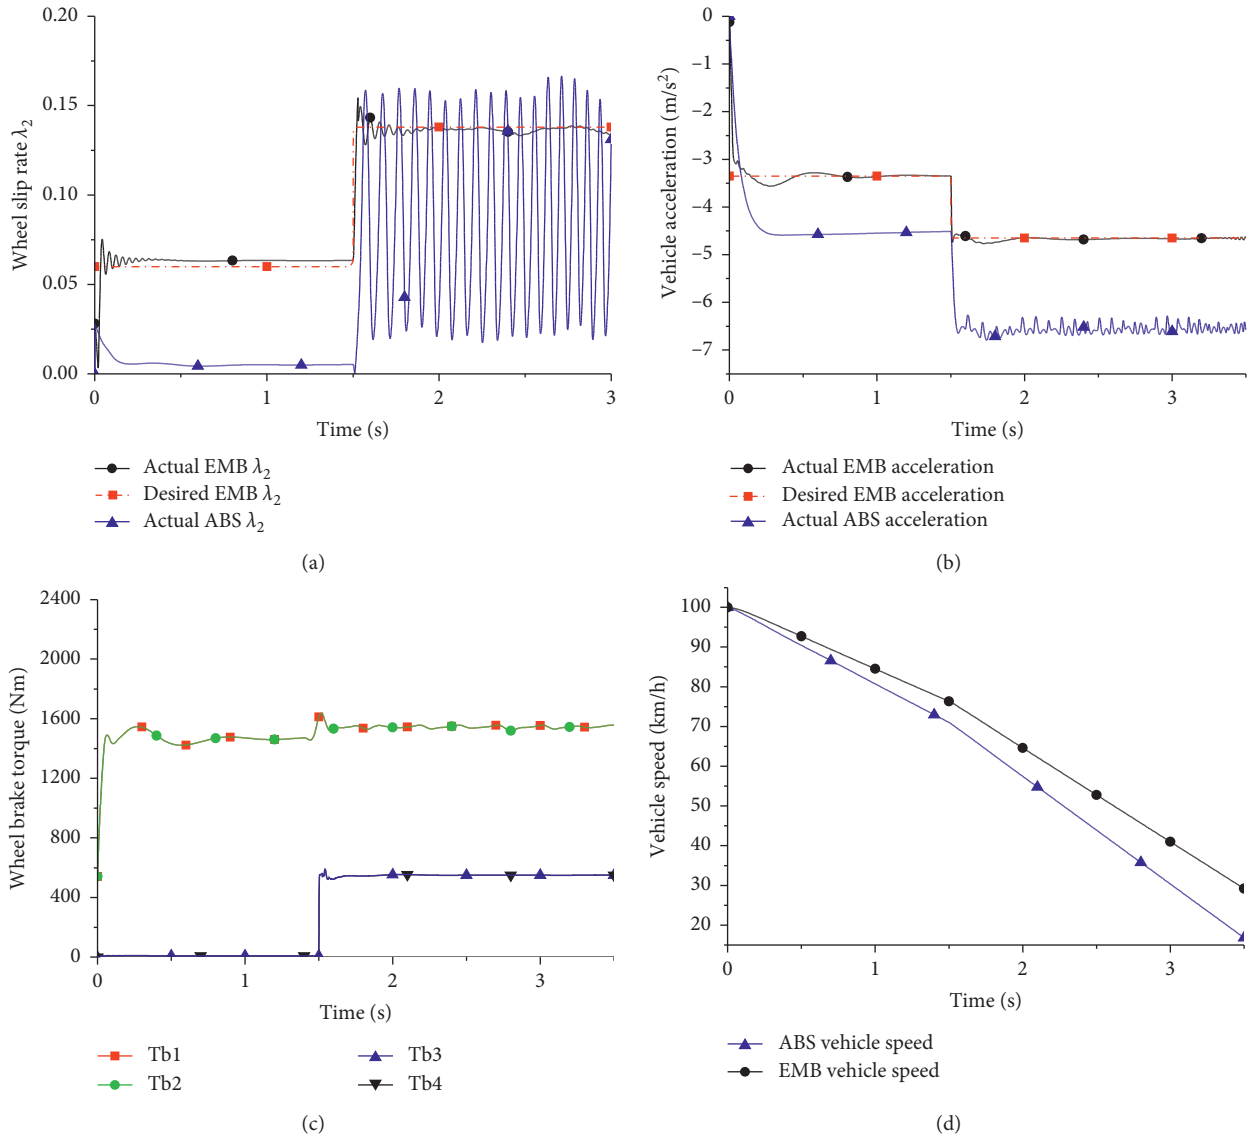 0.20
0.15
0.10
0.05
0.00
Wheel slip rate λ2
0 1 2 3
Time (s)
Actual EMB λ2
Desired EMB λ2
Actual ABS λ2
(a)
0
–1
–2
–3
–4
–5
–6
–7
Vehicle acceleration (m/s2)
0 1 2 3
Time (s)
Actual EMB acceleration
Desired EMB acceleration
Actual ABS acceleration
(b)
2400
2000
1600
1200
800
400
0
Wheel brake torque (Nm)
0 1 2 3
Time (s)
Tb1 Tb3
Tb2 Tb4
(c)
100
90
80
70
60
50
40
30
20
Vehicle speed (km/h)
0 1 2 3
Time (s)
ABS vehicle speed
EMB vehicle speed
(d)